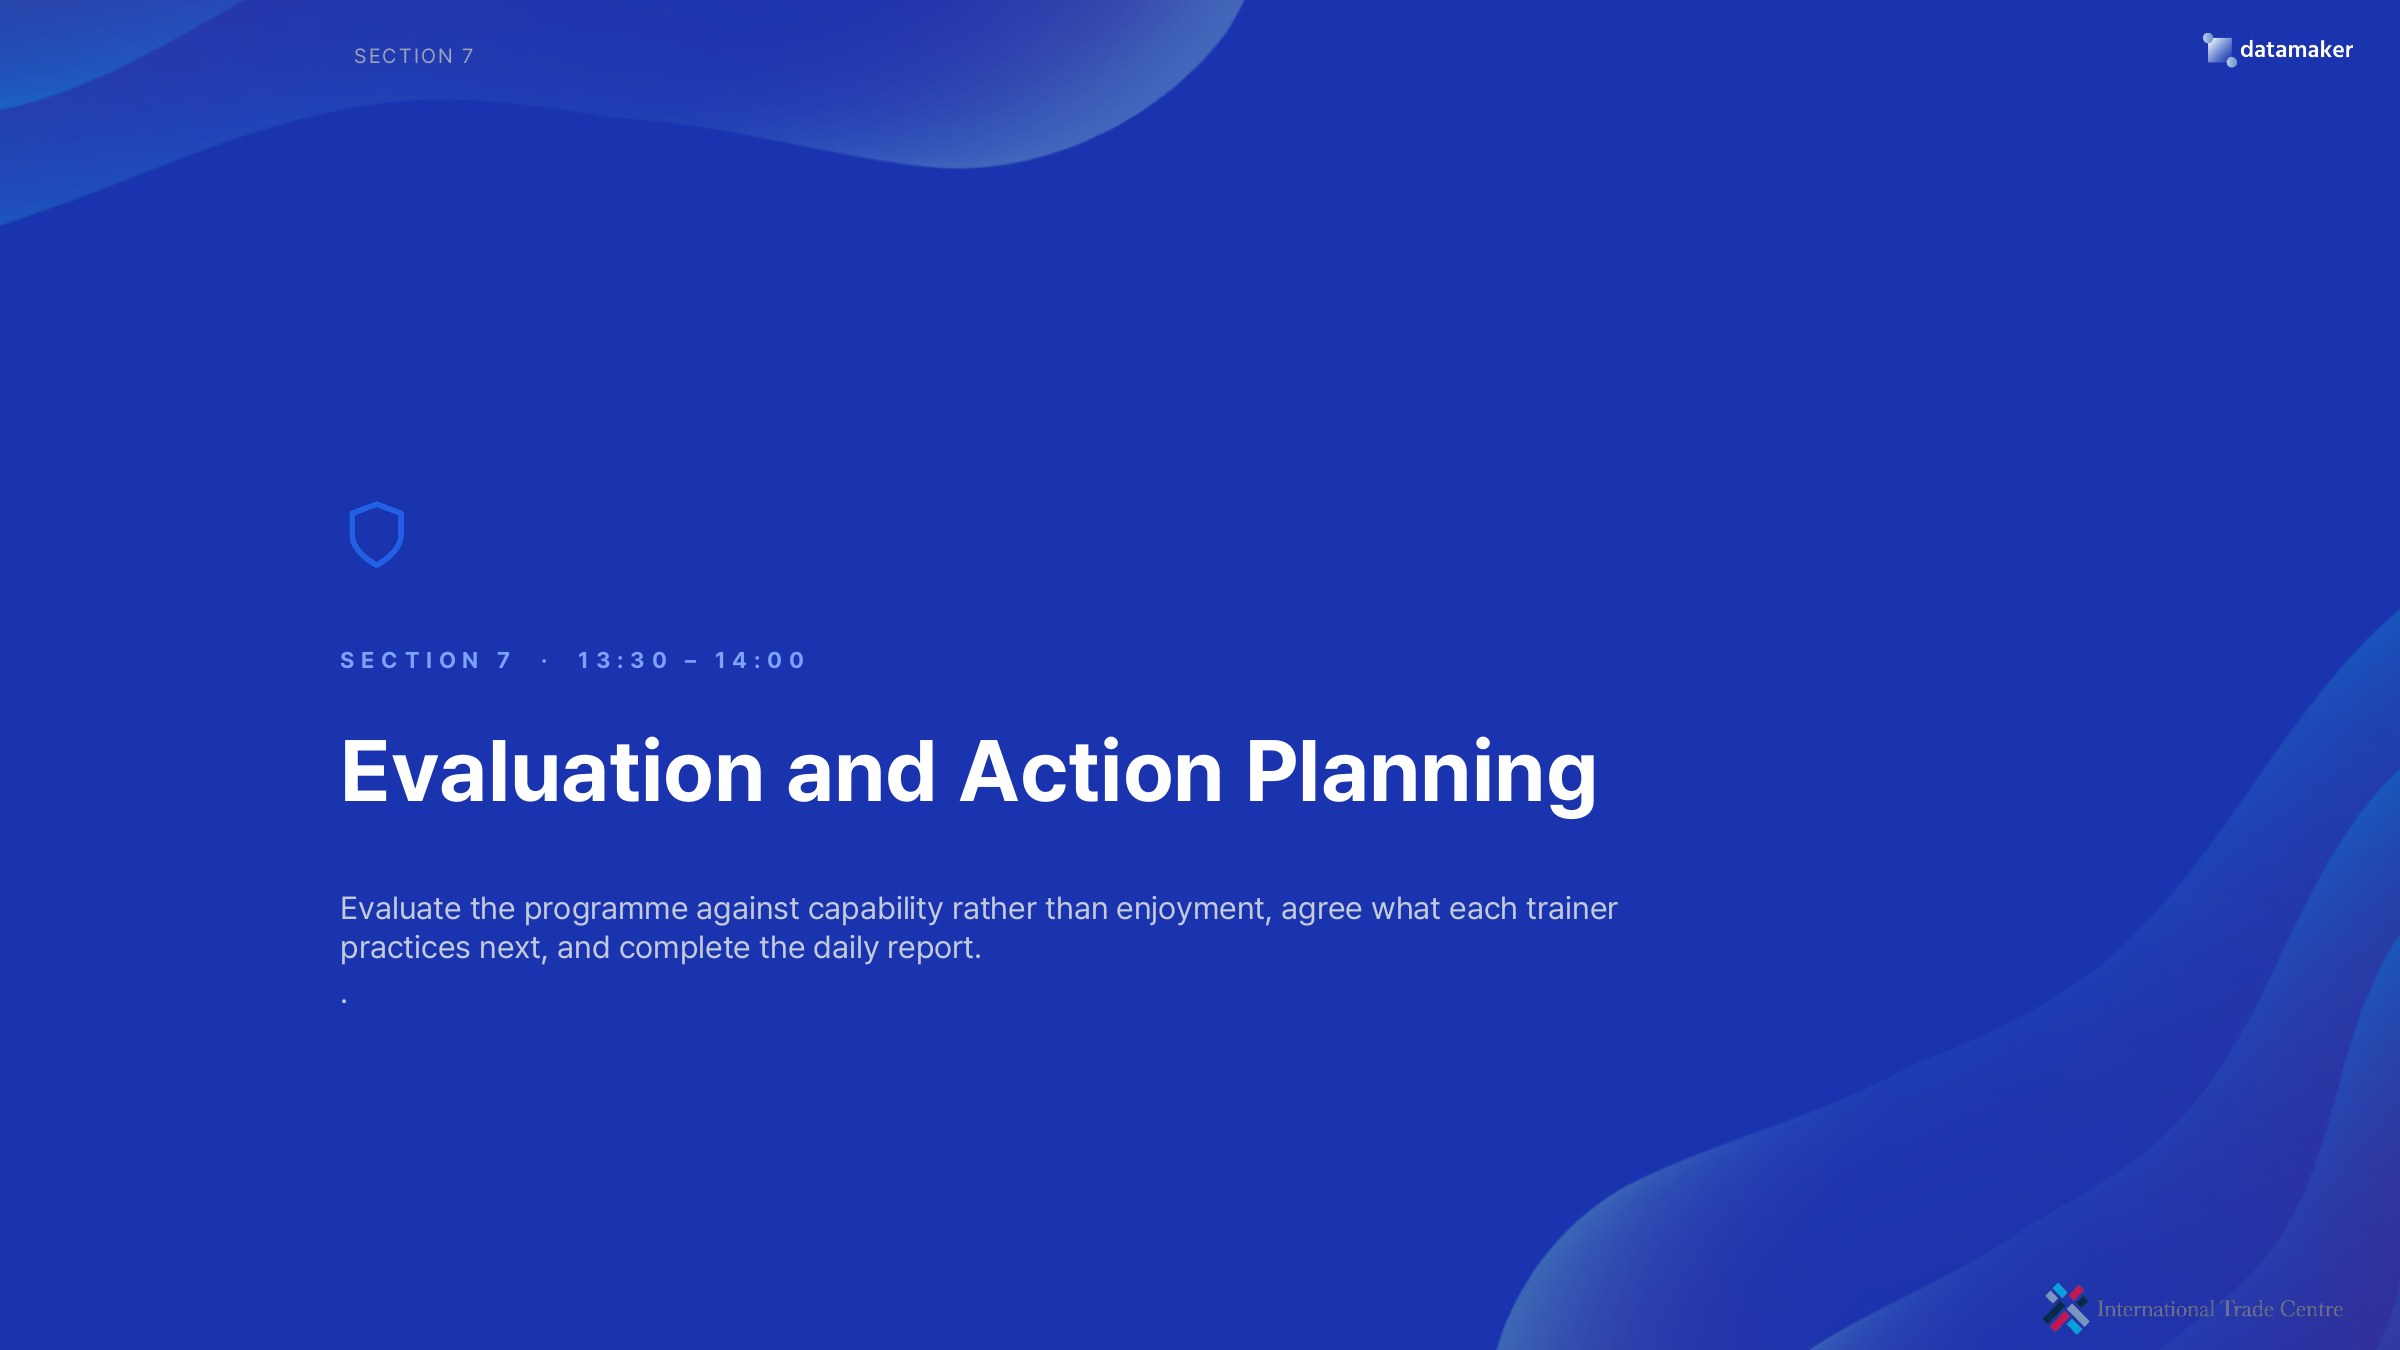 SECTION 7
datamaker
SECTION 7 · 13:30 – 14:00
Evaluation and Action Planning
Evaluate the programme against capability rather than enjoyment, agree what each trainer
practices next, and complete the daily report.
.
International Trade Centre